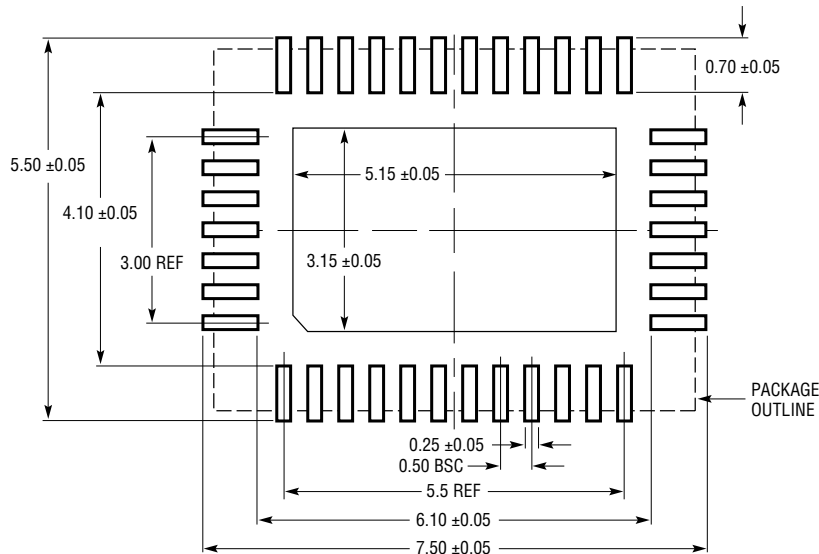 0.70 ±0.05
5.50 ±0.05
5.15 ±0.05
4.10 ±0.05
3.00 REF
3.15 ±0.05
PACKAGE
OUTLINE
0.25 ±0.05
0.50 BSC
5.5 REF
6.10 ±0.05
7.50 ±0.05